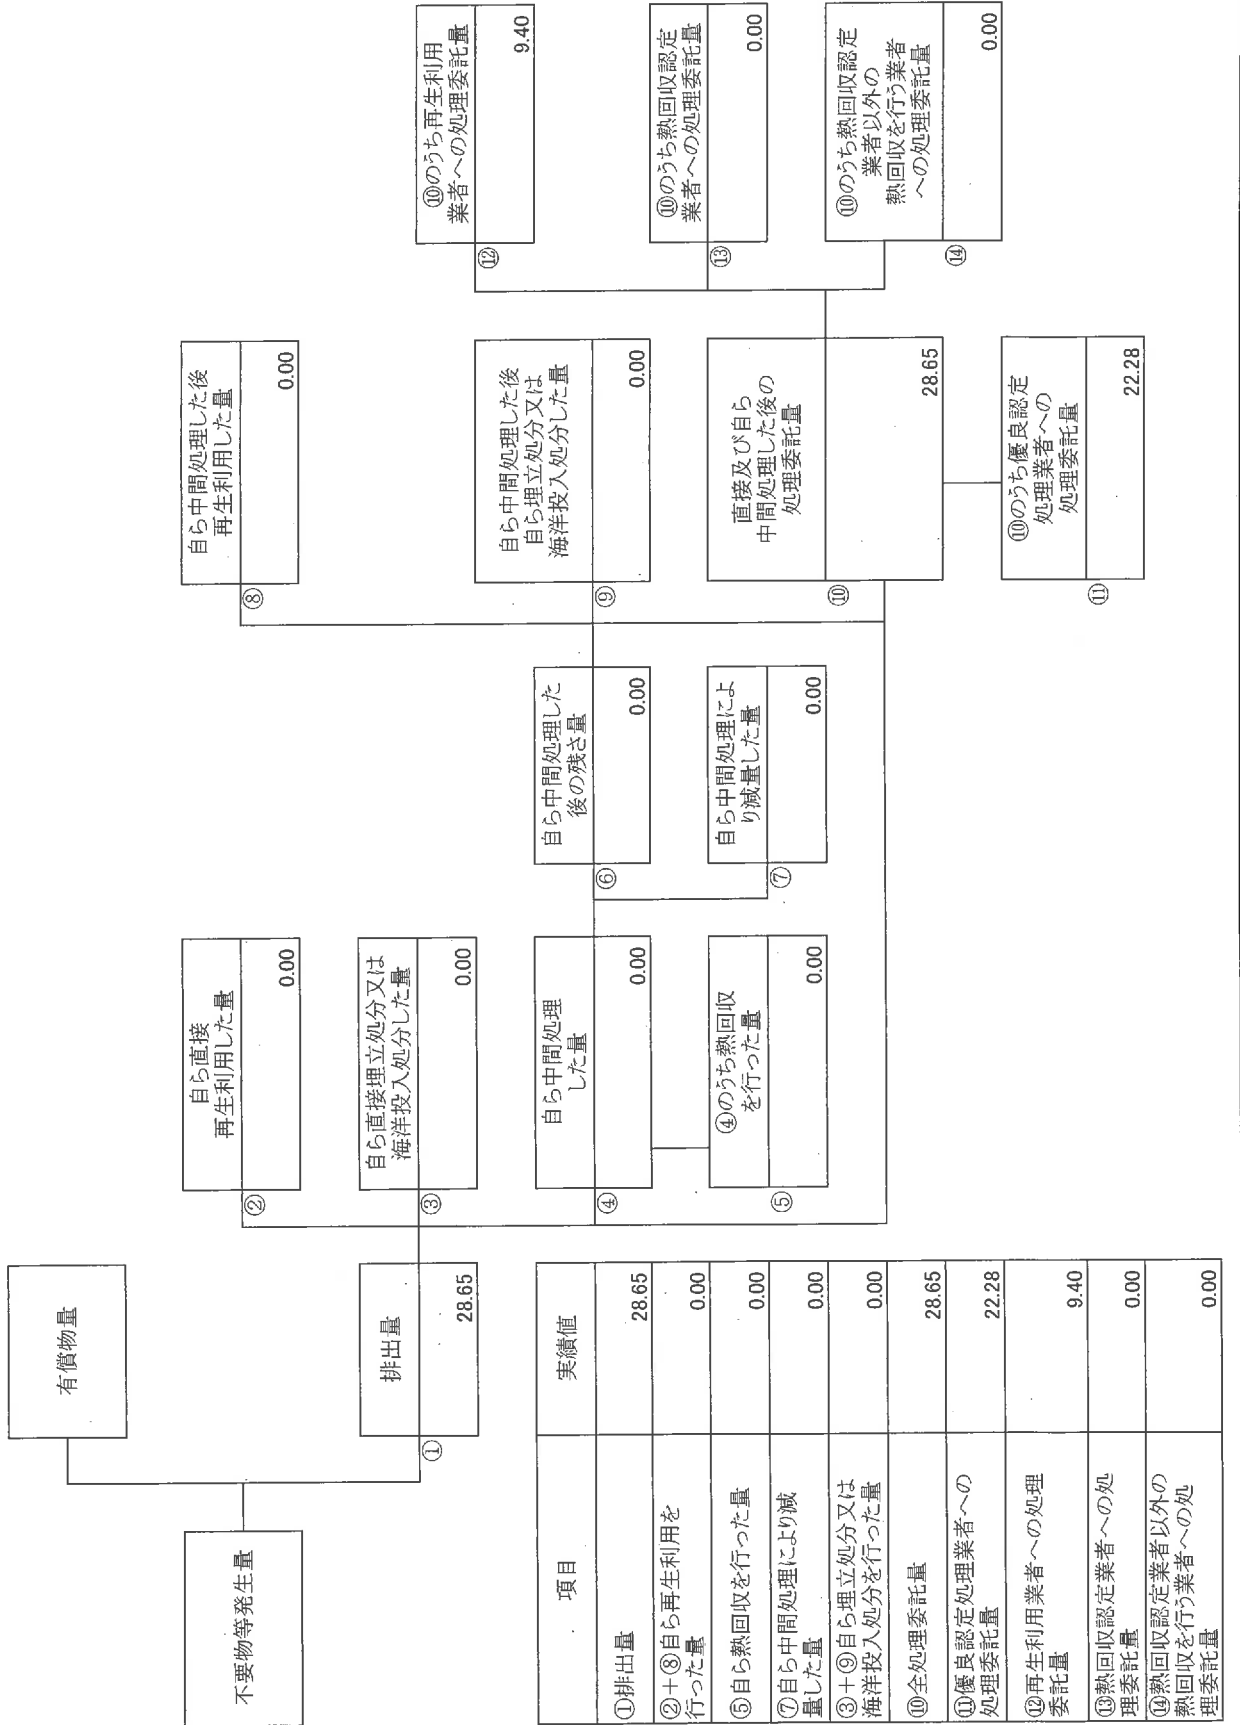 不要物等発生量
有償物量
①
排出量
28.65
②
自ら直接
再生利用した量
0.00
③
自ら直接埋立処分又は
海洋投入処分した量
0.00
④
自ら中間処理
した量
0.00
⑤
④のうち熱回収
を行った量
0.00
⑥
自ら中間処理した
後の残さ量
0.00
⑦
自ら中間処理によ
り減量した量
0.00
⑧
自ら中間処理した後
再生利用した量
0.00
⑨
自ら中間処理した後
自ら埋立処分又は
海洋投入処分した量
0.00
⑩
直接及び自ら
中間処理した後の
処理委託量
28.65
⑪
⑩のうち優良認定
処理業者への
処理委託量
22.28
⑫
⑩のうち再生利用
業者への処理委託量
9.40
⑬
⑩のうち熱回収認定
業者への処理委託量
0.00
⑭
⑩のうち熱回収認定
業者以外の
熱回収を行う業者
への処理委託量
0.00
項目 実績値
①排出量 28.65
②+⑧自ら再生利用を
行った量 0.00
⑤自ら熱回収を行った量 0.00
⑦自ら中間処理により減
量した量 0.00
③+⑨自ら埋立処分又は
海洋投入処分を行った量 0.00
⑩全処理委託量 28.65
⑪優良認定処理業者への
処理委託量 22.28
⑫再生利用業者への処理
委託量 9.40
⑬熱回収認定業者への処
理委託量 0.00
⑭熱回収認定業者以外の
熱回収を行う業者への処
理委託量 0.00